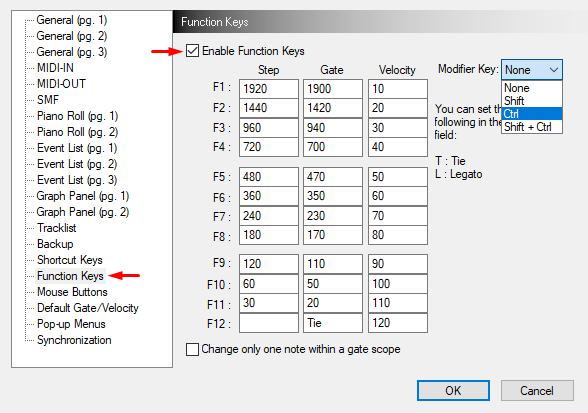 General (pg. 1)
General (pg. 2)
General (pg. 3)
MIDI-IN
MIDI-OUT
SMF
Piano Roll (pg. 1)
Piano Roll (pg. 2)
Event List (pg. 1)
Event List (pg. 2)
Event List (pg. 3)
Graph Panel (pg. 1)
Graph Panel (pg. 2)
Tracklist
Backup
Shortcut Keys
Function Keys
Mouse Buttons
Default Gate/Velocity
Pop-up Menus
Synchronization
Function Keys
Enable Function Keys
Step Gate Velocity
F1 : 1920 1900 10
F2 : 1440 1420 20
F3 : 960 940 30
F4 : 720 700 40
F5 : 480 470 50
F6 : 360 350 60
F7 : 240 230 70
F8 : 180 170 80
F9 : 120 110 90
F10 : 60 50 100
F11 : 30 20 110
F12 : Tie 120
Change only one note within a gate scope
Modifier Key: None
None
Shift
Ctrl
Shift + Ctrl
You can set th
following in the
field:
T : Tie
L : Legato
OK Cancel